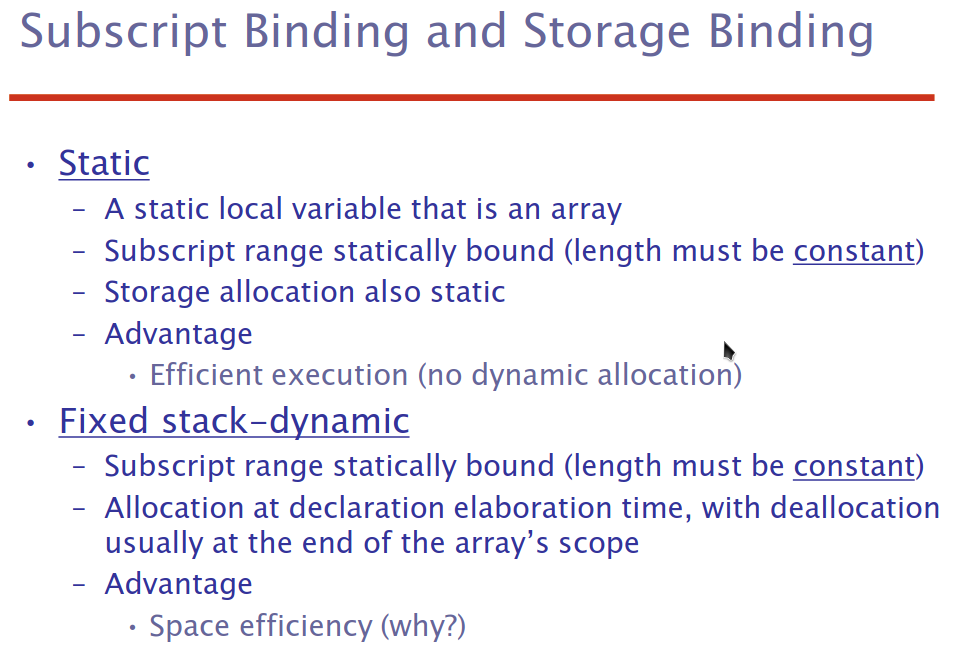 Subscript Binding and Storage Binding
• Static
– A static local variable that is an array
– Subscript range statically bound (length must be constant)
– Storage allocation also static
– Advantage
• Efficient execution (no dynamic allocation)
• Fixed stack-dynamic
– Subscript range statically bound (length must be constant)
– Allocation at declaration elaboration time, with deallocation
usually at the end of the array’s scope
– Advantage
• Space efficiency (why?)